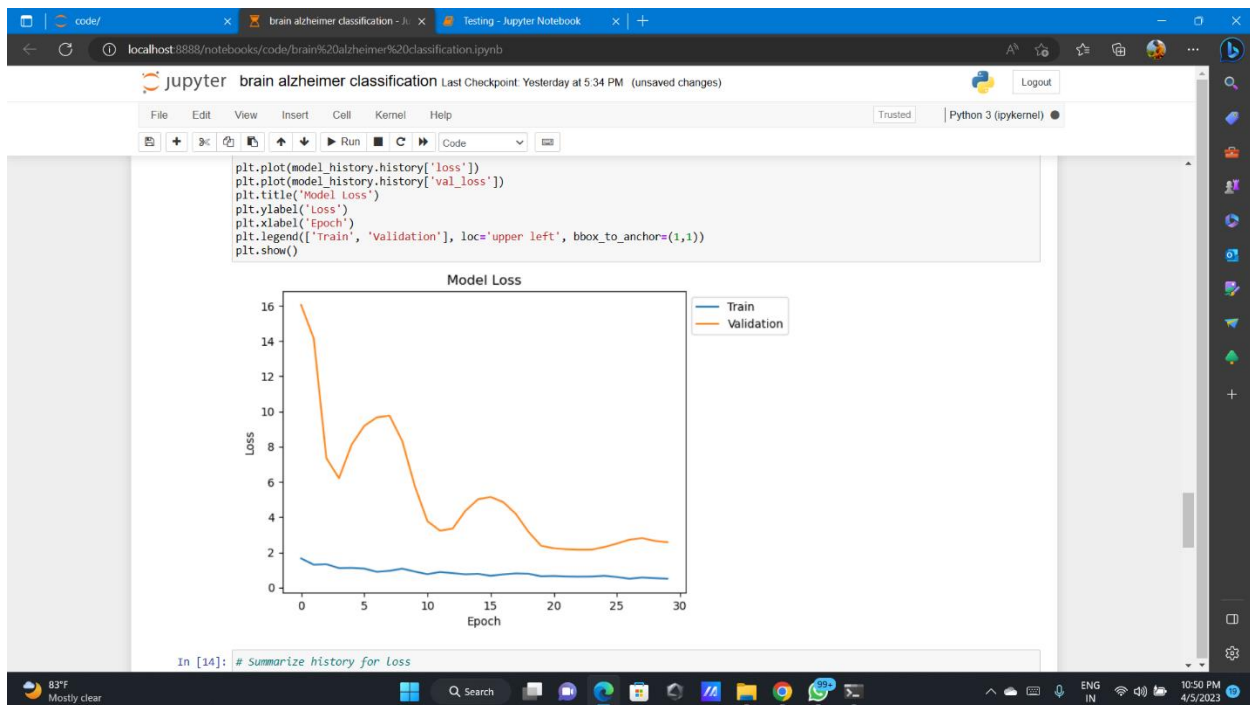 code/
brain alzheimer classification - Ju
Testing - Jupyter Notebook
localhost:8888/notebooks/code/brain%20alzheimer%20classification.ipynb
jupyter brain alzheimer classification Last Checkpoint: Yesterday at 5:34 PM (unsaved changes)
Logout
File Edit View Insert Cell Kernel Help
Trusted
Python 3 (ipykernel)
Run
Code
plt.plot(model_history.history['loss'])
plt.plot(model_history.history['val_loss'])
plt.title('Model Loss')
plt.ylabel('Loss')
plt.xlabel('Epoch')
plt.legend(['Train', 'Validation'], loc='upper left', bbox_to_anchor=(1,1))
plt.show()
Model Loss
Train
Validation
16
14
12
10
8
6
4
2
0
Loss
0 5 10 15 20 25 30
Epoch
In [14]: # Summarize history for loss
83°F
Mostly clear
Search
99+
ENG
IN
10:50 PM
4/5/2023
19